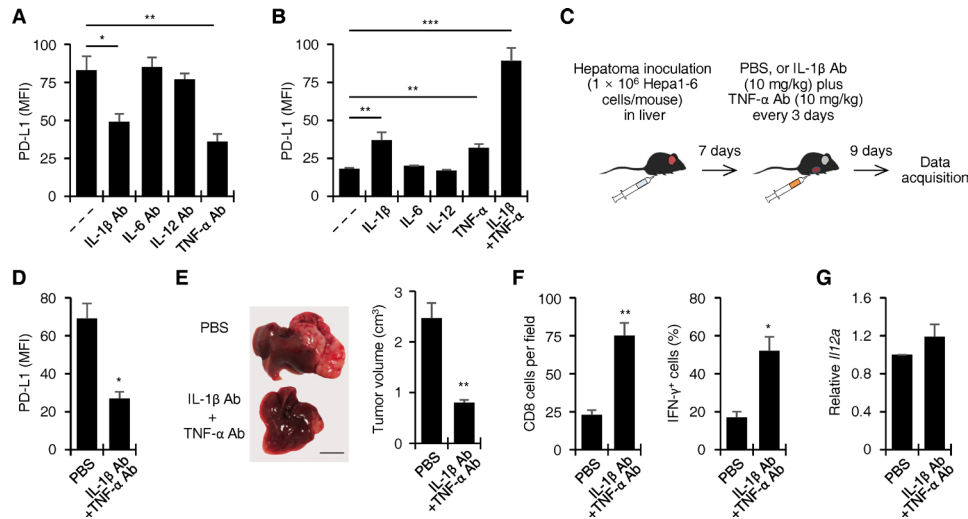 A
**
*
100
75
50
25
0
PD-L1 (MFI)
– – –
IL-1β Ab
IL-6 Ab
IL-12 Ab
TNF-α Ab
B
***
**
**
100
75
50
25
0
PD-L1 (MFI)
– – –
IL-1β
IL-6
IL-12
TNF-α
IL-1β
+TNF-α
C
Hepatoma inoculation
(1 × 10⁶ Hepa1-6
cells/mouse)
in liver
7 days
PBS, or IL-1β Ab
(10 mg/kg) plus
TNF-α Ab (10 mg/kg)
every 3 days
9 days
Data
acquisition
D
80
60
40
20
0
PD-L1 (MFI)
*
PBS
IL-1β Ab
+TNF-α Ab
E
PBS
IL-1β Ab
+
TNF-α Ab
3
2
1
0
Tumor volume (cm³)
**
PBS
IL-1β Ab
+TNF-α Ab
F
100
75
50
25
0
CD8 cells per field
**
PBS
IL-1β Ab
+TNF-α Ab
80
60
40
20
0
IFN-γ⁺ cells (%)
*
PBS
IL-1β Ab
+TNF-α Ab
G
1.6
1.2
0.8
0.4
0
Relative Il12a
PBS
IL-1β Ab
+TNF-α Ab